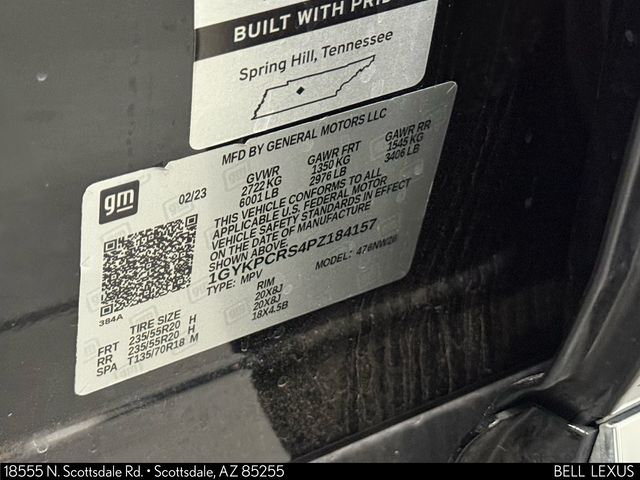 BUILT WITH PRID
Spring Hill, Tennessee
MFD BY GENERAL MOTORS LLC
gm
02/23
GVWR GAWR FRT GAWR RR
2722 KG 1350 KG 1545 KG
6001 LB 2976 LB 3406 LB
THIS VEHICLE CONFORMS TO ALL
APPLICABLE U.S. FEDERAL MOTOR
VEHICLE SAFETY STANDARDS IN EFFECT
ON THE DATE OF MANUFACTURE
SHOWN ABOVE.
1GYKPCRS4PZ184157
TYPE: MPV MODEL: 476NW26
384A
TIRE SIZE RIM
FRT 235/55R20 H 20X8J
RR 235/55R20 H 20X8J
SPA T135/70R18 M 18X4.5B
18555 N. Scottsdale Rd. • Scottsdale, AZ 85255
BELL LEXUS